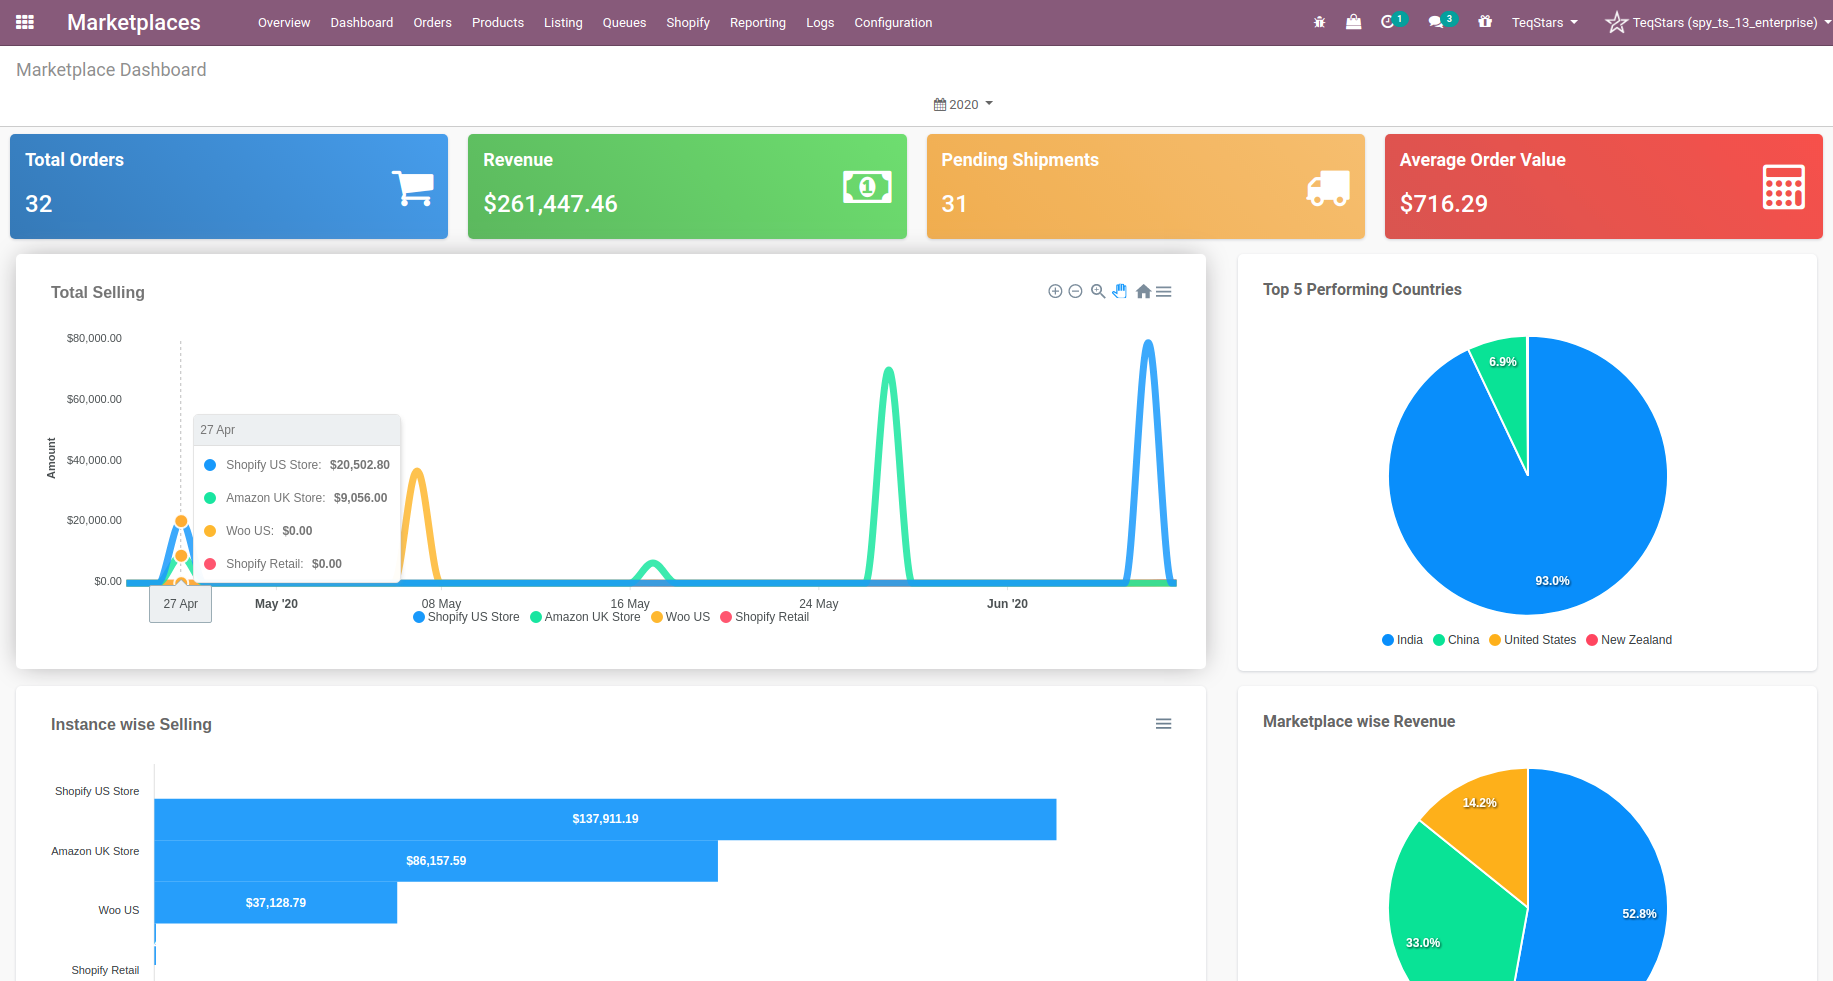 Marketplaces
Overview Dashboard Orders Products Listing Queues Shopify Reporting Logs Configuration
1 3 TeqStars TeqStars (spy_ts_13_enterprise)
Marketplace Dashboard
2020
Total Orders
32
Revenue
$261,447.46
1
Pending Shipments
31
Average Order Value
$716.29
Total Selling
Amount
$80,000.00
$60,000.00
$40,000.00
$20,000.00
$0.00
27 Apr
Shopify US Store: $20,502.80
Amazon UK Store: $9,056.00
Woo US: $0.00
Shopify Retail: $0.00
27 Apr May '20 08 May 16 May 24 May Jun '20
Shopify US Store Amazon UK Store Woo US Shopify Retail
Top 5 Performing Countries
6.9%
93.0%
India China United States New Zealand
Instance wise Selling
Shopify US Store
$137,911.19
Amazon UK Store
$86,157.59
Woo US
$37,128.79
Shopify Retail
Marketplace wise Revenue
14.2%
52.8%
33.0%